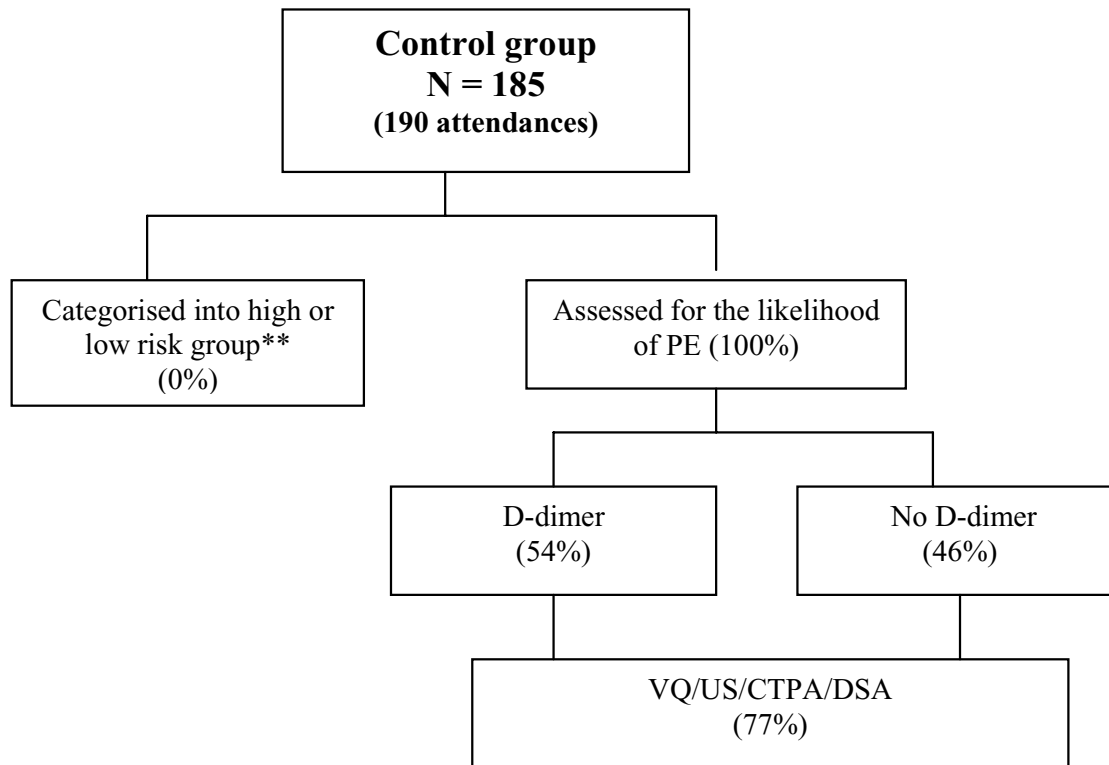 Control group
N = 185
(190 attendances)
Categorised into high or
low risk group**
(0%)
Assessed for the likelihood
of PE (100%)
D-dimer
(54%)
No D-dimer
(46%)
VQ/US/CTPA/DSA
(77%)